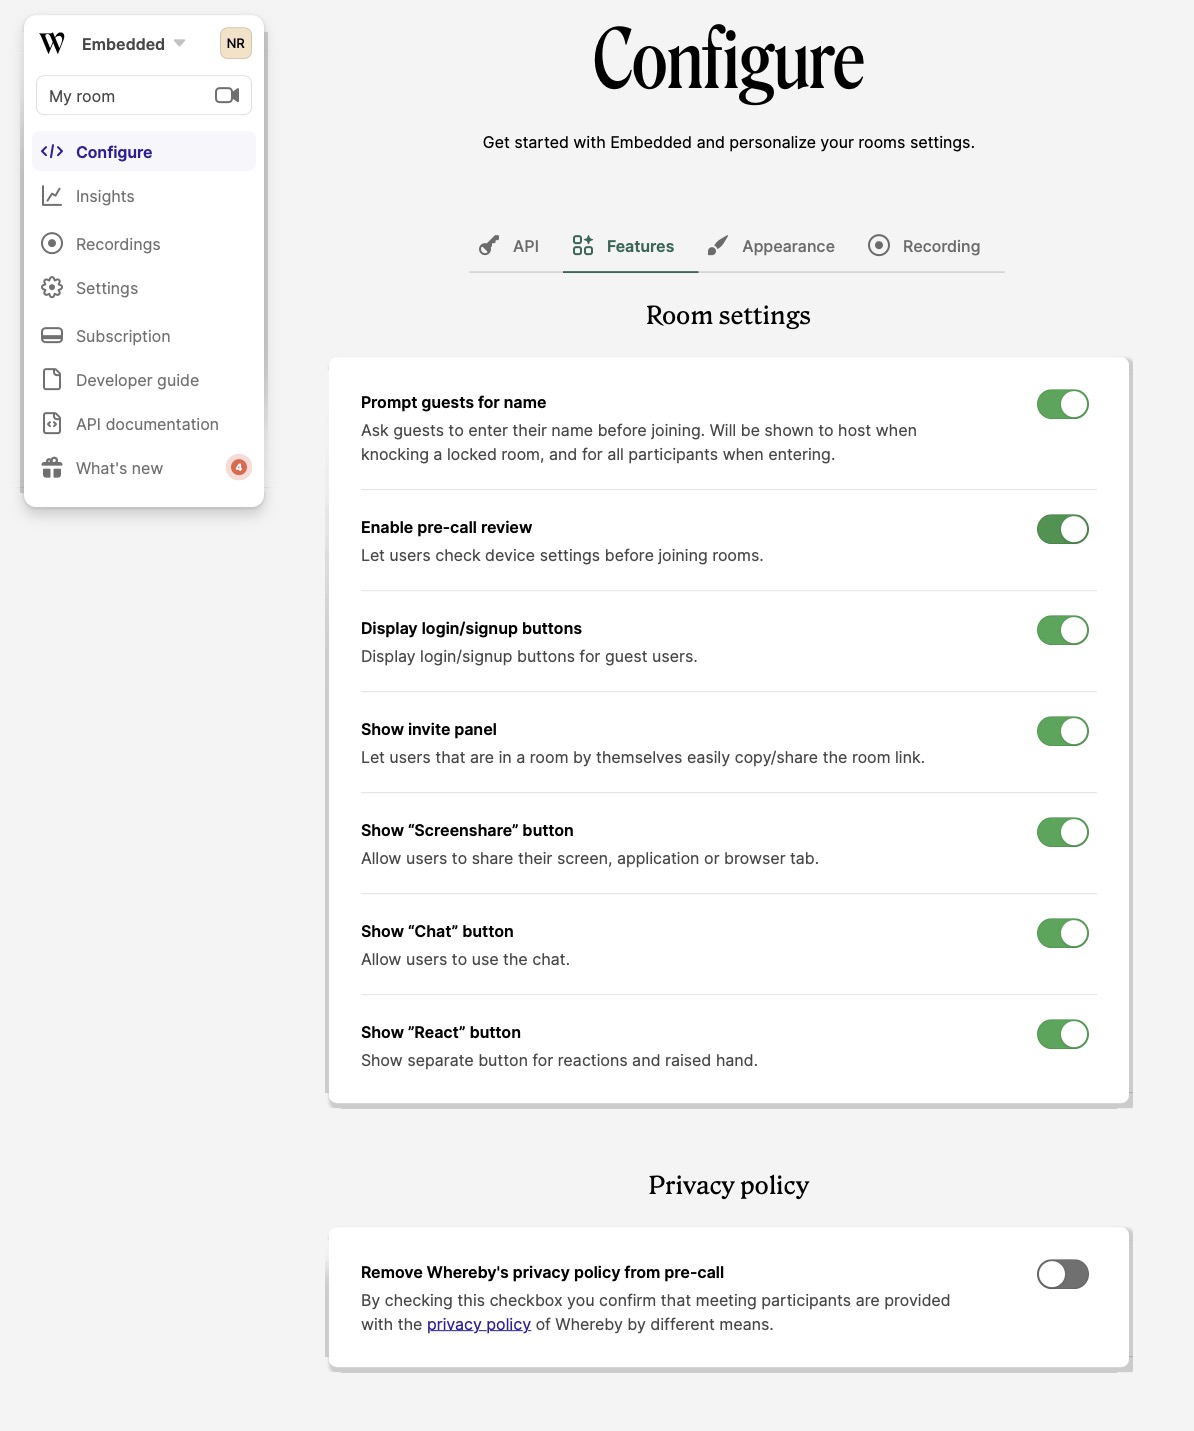 W Embedded NR
My room
Configure
Insights
Recordings
Settings
Subscription
Developer guide
API documentation
What's new 4
Configure
Get started with Embedded and personalize your rooms settings.
API Features Appearance Recording
Room settings
Prompt guests for name
Ask guests to enter their name before joining. Will be shown to host when
knocking a locked room, and for all participants when entering.
Enable pre-call review
Let users check device settings before joining rooms.
Display login/signup buttons
Display login/signup buttons for guest users.
Show invite panel
Let users that are in a room by themselves easily copy/share the room link.
Show “Screenshare” button
Allow users to share their screen, application or browser tab.
Show “Chat” button
Allow users to use the chat.
Show ”React” button
Show separate button for reactions and raised hand.
Privacy policy
Remove Whereby's privacy policy from pre-call
By checking this checkbox you confirm that meeting participants are provided
with the privacy policy of Whereby by different means.